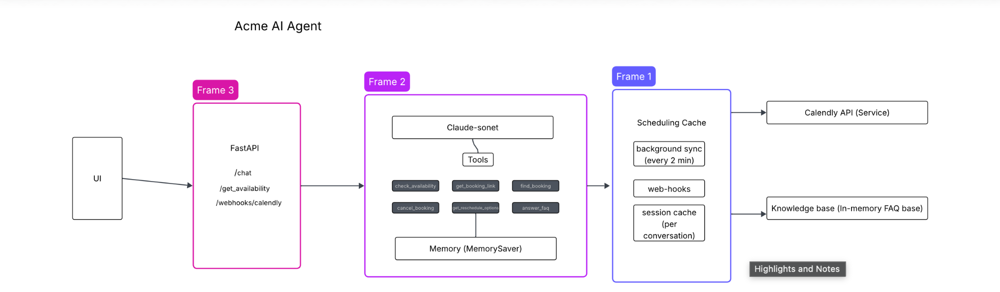 Acme AI Agent
UI
Frame 3
FastAPI
/chat
/get_availability
/webhooks/calendly
Frame 2
Claude-sonet
Tools
check_availability
get_booking_link
find_booking
cancel_booking
get_reschedule_options
answer_faq
Memory (MemorySaver)
Frame 1
Scheduling Cache
background sync
(every 2 min)
web-hooks
session cache
(per
conversation)
Calendly API (Service)
Knowledge base (In-memory FAQ base)
Highlights and Notes